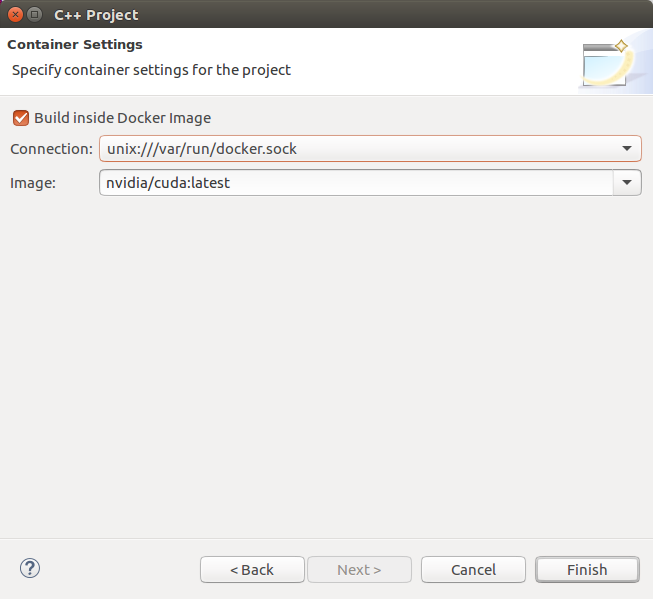 C++ Project
Container Settings
Specify container settings for the project
Build inside Docker Image
Connection: unix:///var/run/docker.sock
Image: nvidia/cuda:latest
? < Back Next > Cancel Finish